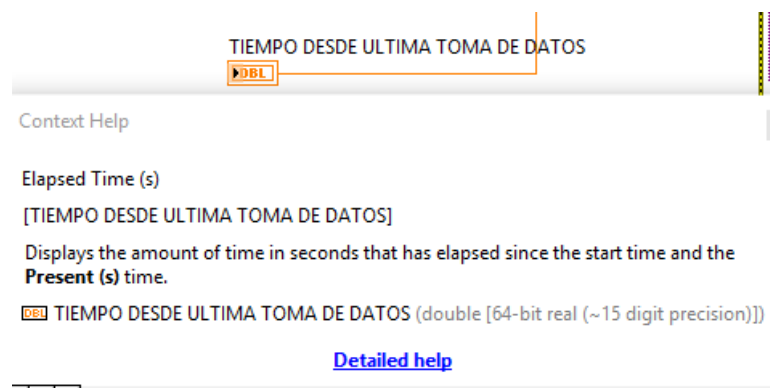 TIEMPO DESDE ULTIMA TOMA DE DATOS
DBL
Context Help
Elapsed Time (s)
[TIEMPO DESDE ULTIMA TOMA DE DATOS]
Displays the amount of time in seconds that has elapsed since the start time and the
Present (s) time.
DBL TIEMPO DESDE ULTIMA TOMA DE DATOS (double [64-bit real (~15 digit precision)])
Detailed help